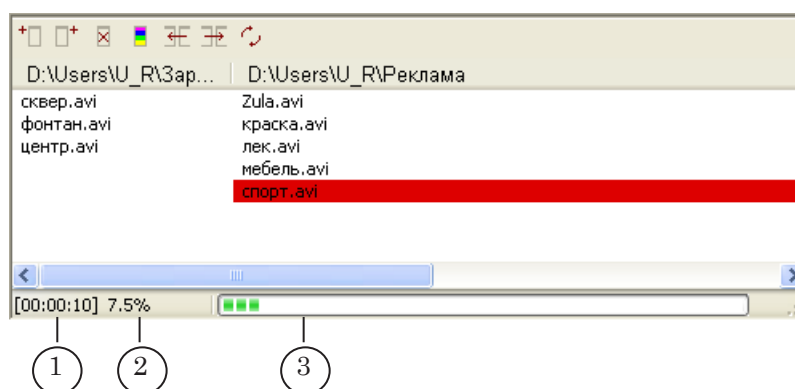 D:\Users\U_R\Зар... D:\Users\U_R\Реклама
сквер.avi Zula.avi
фонтан.avi краска.avi
центр.avi лек.avi
мебель.avi
спорт.avi
[00:00:10] 7.5%
1 2 3